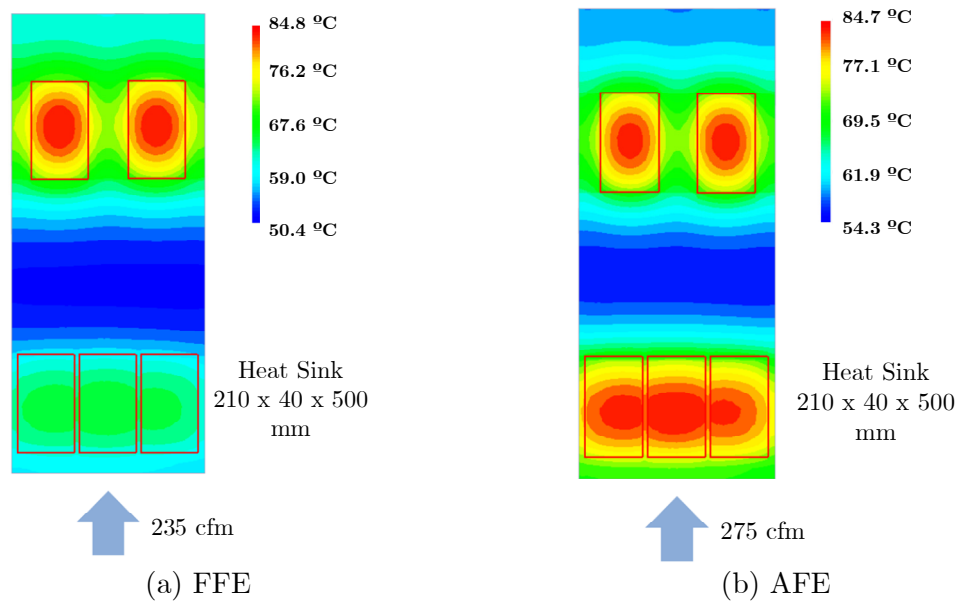 84.8 ºC
76.2 ºC
67.6 ºC
59.0 ºC
50.4 ºC
Heat Sink
210 x 40 x 500
mm
235 cfm
(a) FFE
84.7 ºC
77.1 ºC
69.5 ºC
61.9 ºC
54.3 ºC
Heat Sink
210 x 40 x 500
mm
275 cfm
(b) AFE